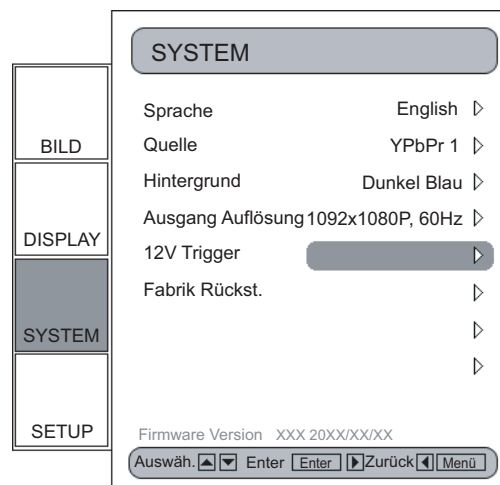 SYSTEM
BILD
DISPLAY
SYSTEM
SETUP
Sprache English
Quelle YPbPr 1
Hintergrund Dunkel Blau
Ausgang Auflösung 1092x1080P, 60Hz
12V Trigger
Fabrik Rückst.
Firmware Version XXX 20XX/XX/XX
Auswäh. Enter Enter Zurück Menü